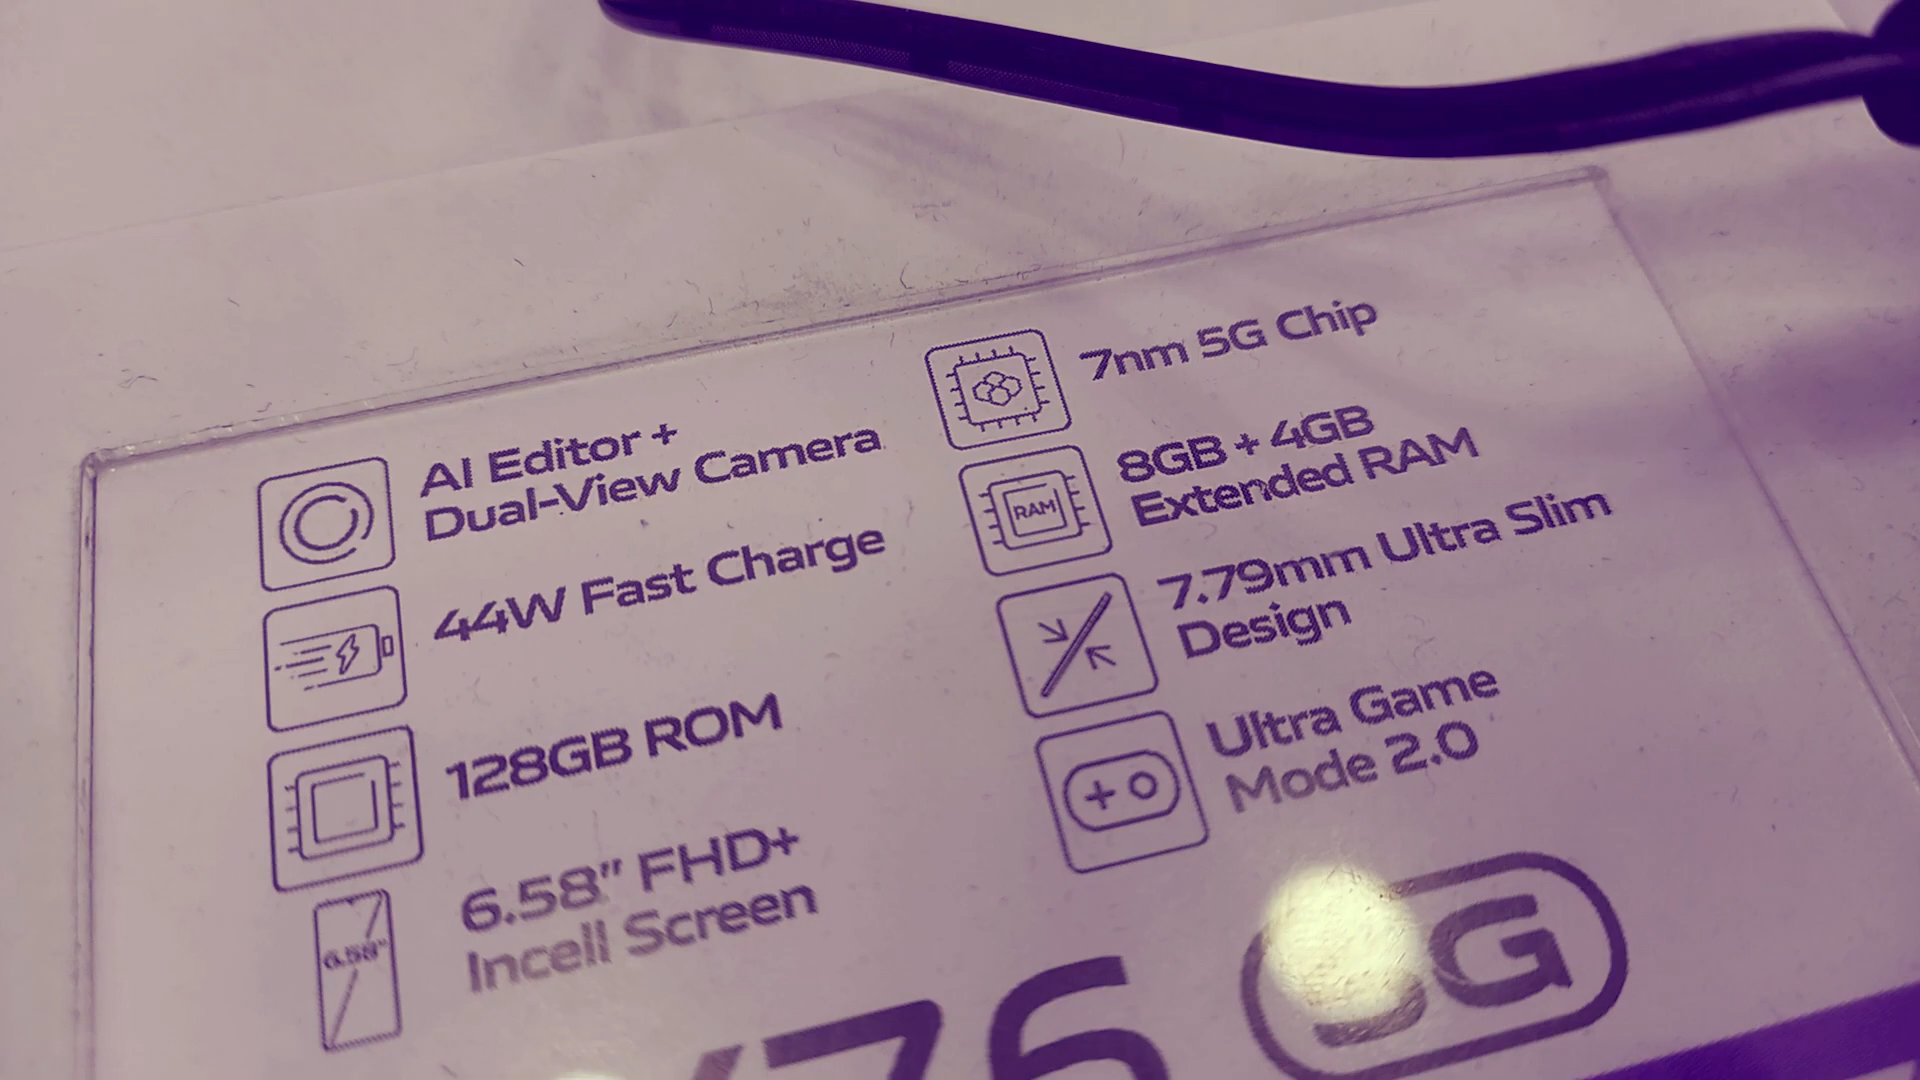 AI Editor +
Dual-View Camera
44W Fast Charge
128GB ROM
6.58"
6.58" FHD+
Incell Screen
7nm 5G Chip
RAM
8GB + 4GB
Extended RAM
7.79mm Ultra Slim
Design
Ultra Game
Mode 2.0
76 5G